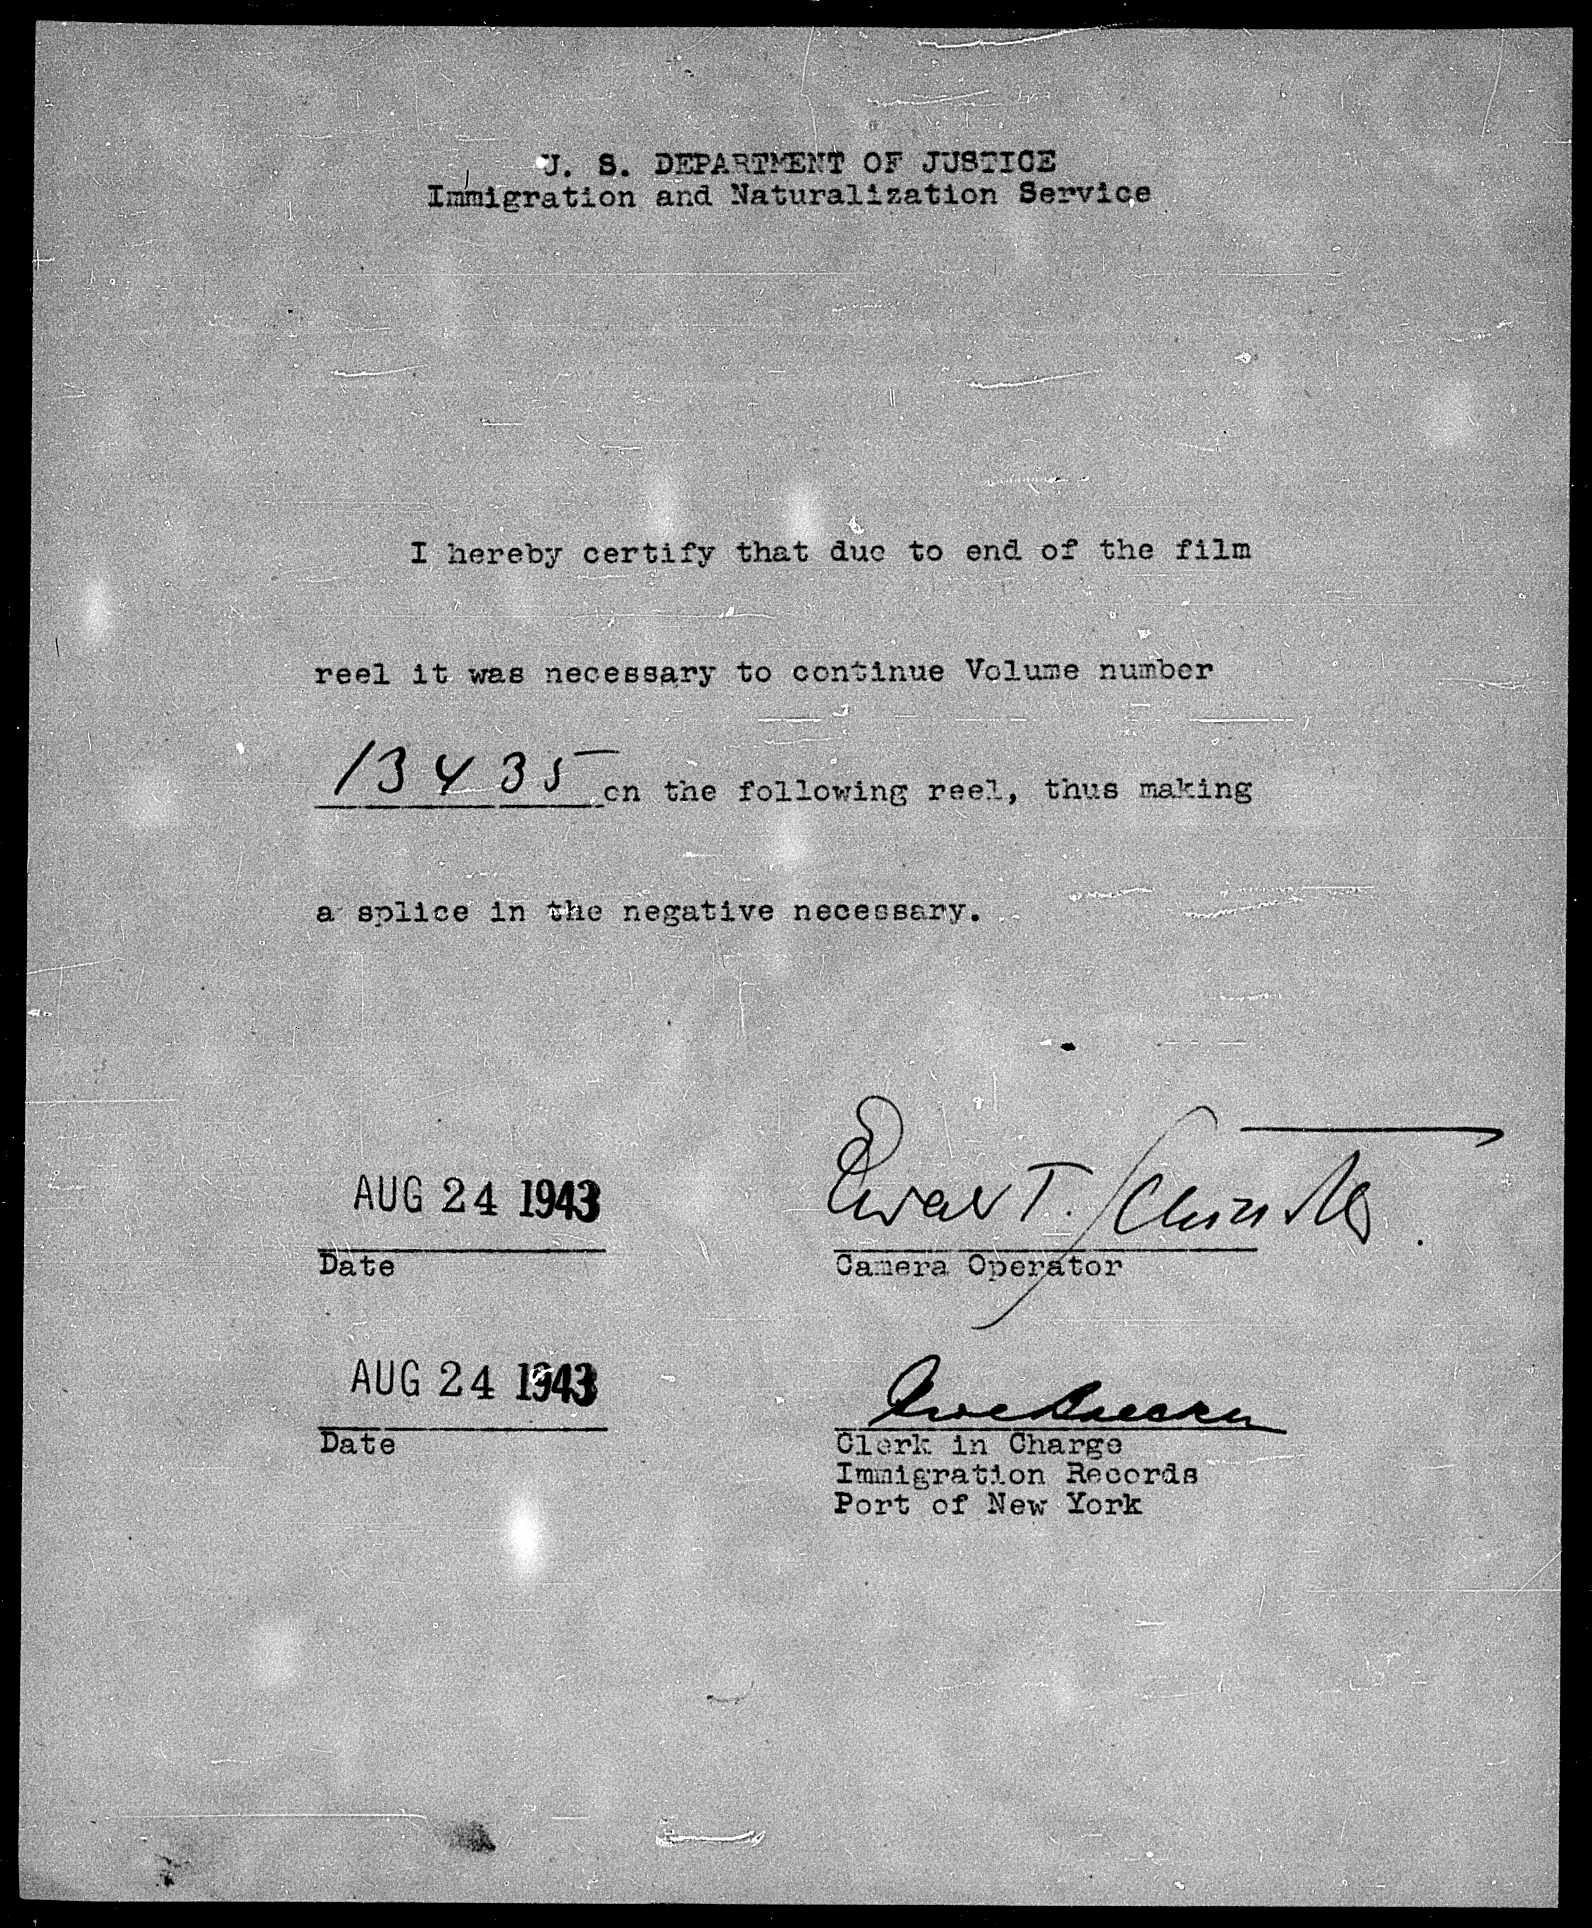 U. S. DEPARTMENT OF JUSTICE
Immigration and Naturalization Service
I hereby certify that due to end of the film
reel it was necessary to continue Volume number
13435 on the following reel, thus making
a splice in the negative necessary.
AUG 24 1943
Date
T.
Camera Operator
AUG 24 1943
Date
Clerk in Charge
Immigration Records
Port of New York